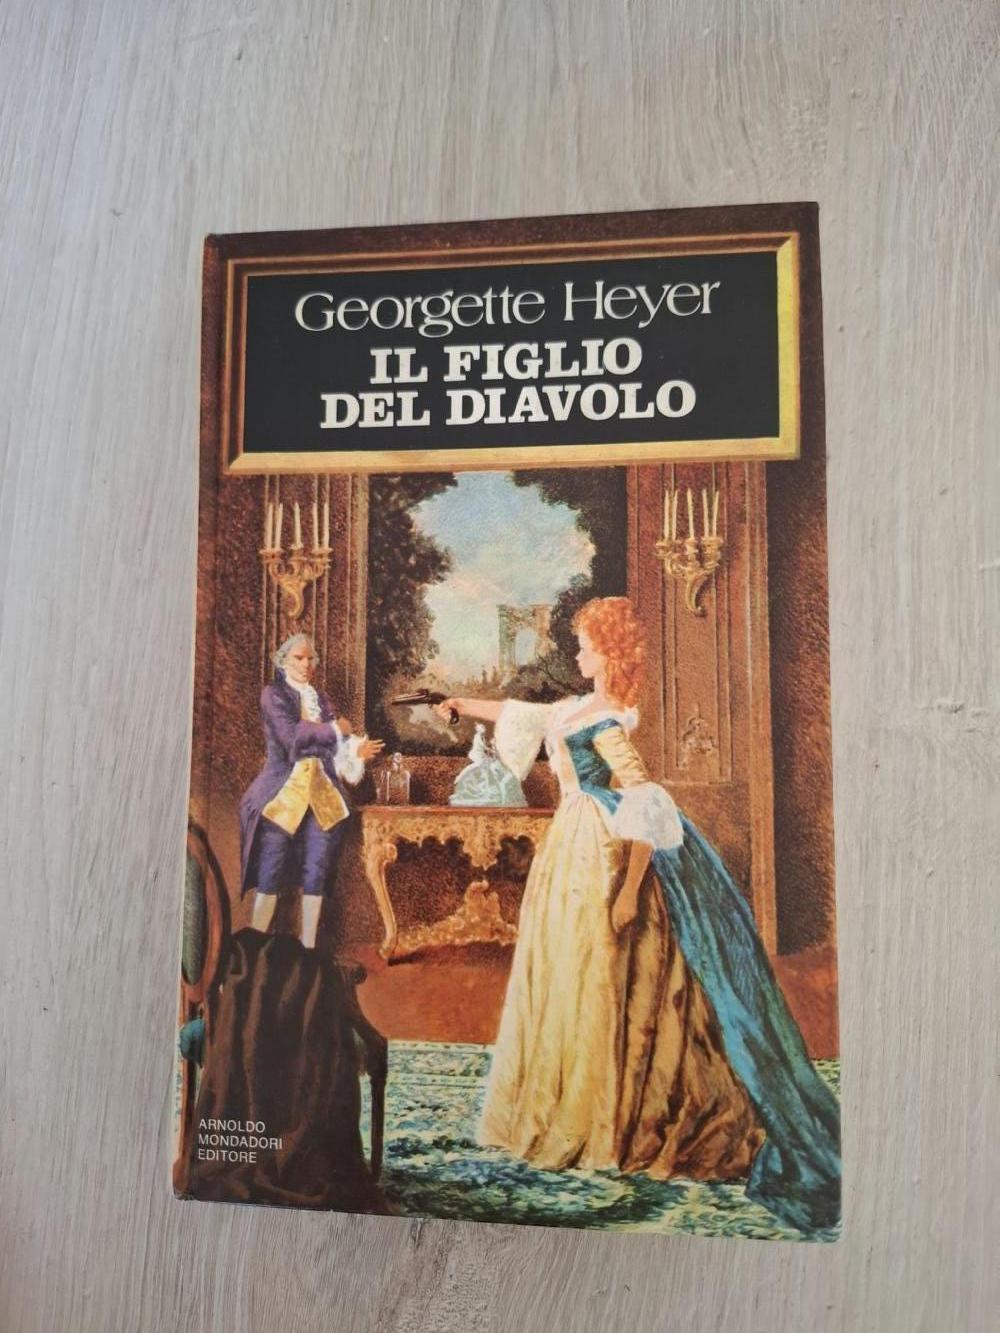 Georgette Heyer
IL FIGLIO
DEL DIAVOLO
ARNOLDO
MONDADORI
EDITORE